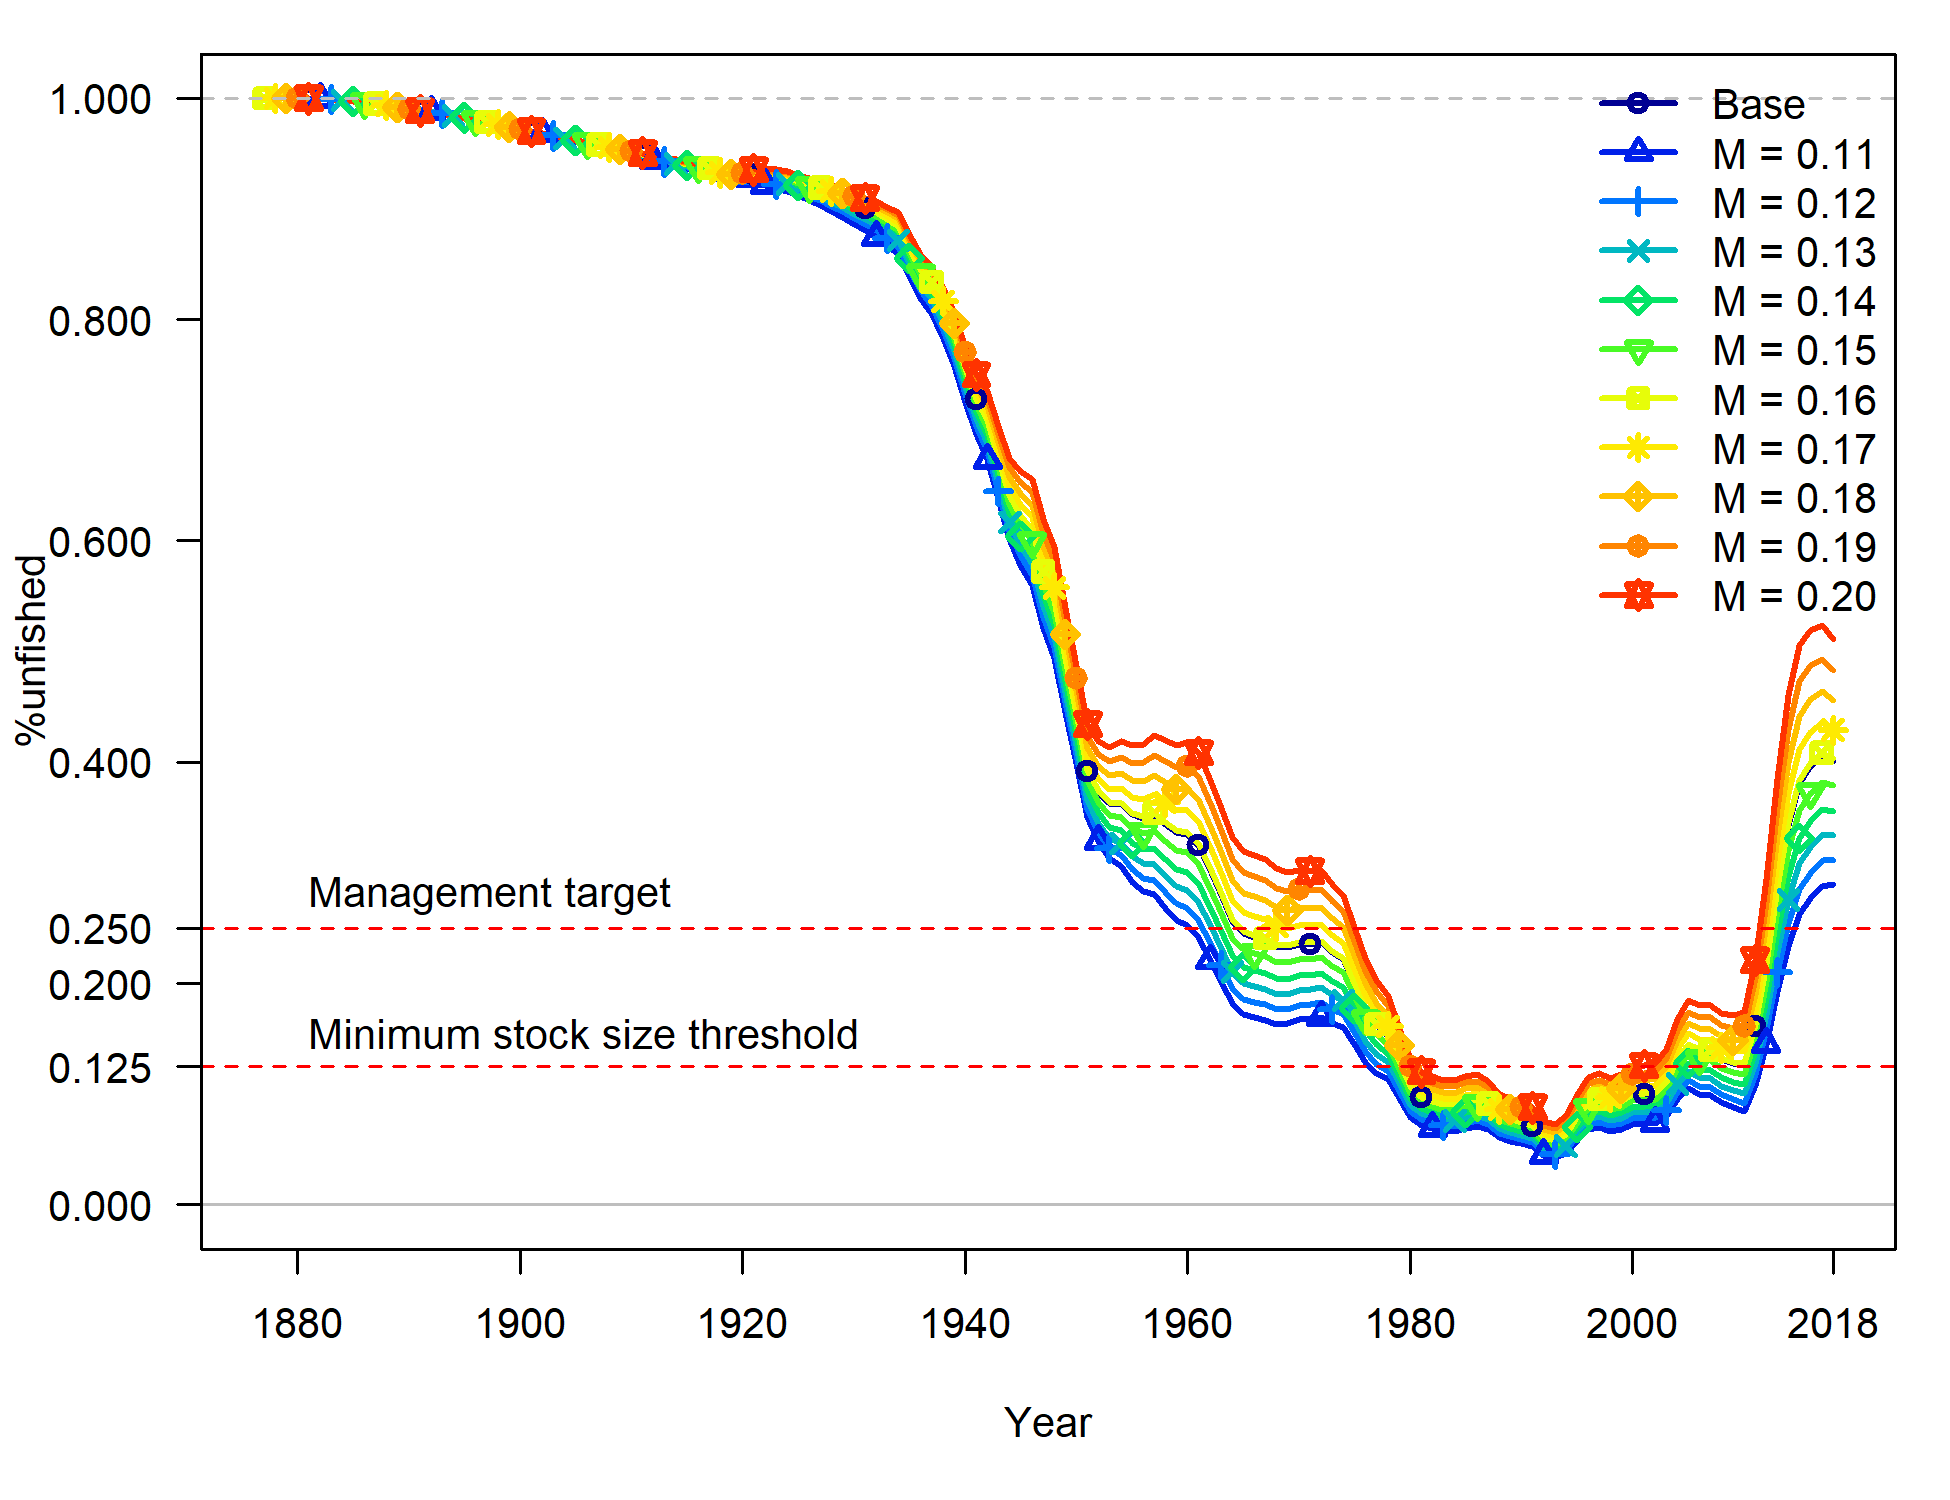 1.000
0.800
0.600
0.400
0.250
0.200
0.125
0.000
%unfished
Management target
Minimum stock size threshold
Base
M = 0.11
M = 0.12
M = 0.13
M = 0.14
M = 0.15
M = 0.16
M = 0.17
M = 0.18
M = 0.19
M = 0.20
1880 1900 1920 1940 1960 1980 2000 2018
Year